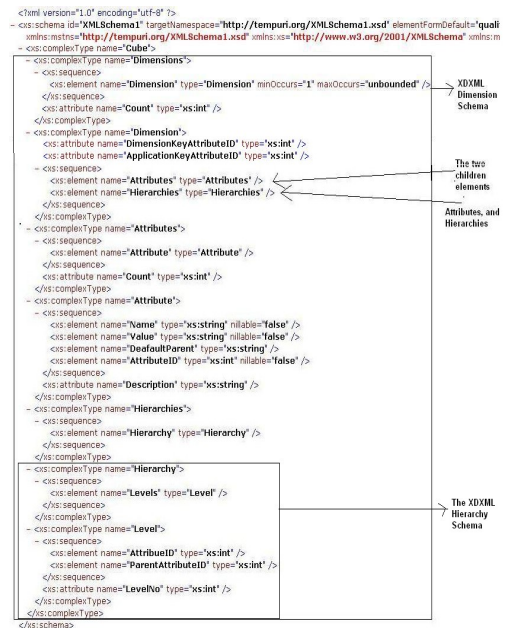 <?xml version="1.0" encoding="utf-8" ?>
- <xs:schema id="XMLSchema1" targetNamespace="http://tempuri.org/XMLSchema1.xsd" elementFormDefault="quali
xmlns:mstns="http://tempuri.org/XMLSchema1.xsd" xmlns:xs="http://www.w3.org/2001/XMLSchema" xmlns:m
- <xs:complexType name="Cube">
- <xs:complexType name="Dimensions">
- <xs:sequence>
<xs:element name="Dimension" type="Dimension" minOccurs="1" maxOccurs="unbounded" />
</xs:sequence>
<xs:attribute name="Count" type="xs:int" />
</xs:complexType>
- <xs:complexType name="Dimension">
<xs:attribute name="DimensionKeyAttributeID" type="xs:int" />
<xs:attribute name="ApplicationKeyAttributeID" type="xs:int" />
- <xs:sequence>
<xs:element name="Attributes" type="Attributes" />
<xs:element name="Hierarchies" type="Hierarchies" />
</xs:sequence>
</xs:complexType>
- <xs:complexType name="Attributes">
- <xs:sequence>
<xs:element name="Attribute" type="Attribute" />
</xs:sequence>
<xs:attribute name="Count" type="xs:int" />
</xs:complexType>
- <xs:complexType name="Attribute">
- <xs:sequence>
<xs:element name="Name" type="xs:string" nillable="false" />
<xs:element name="Value" type="xs:string" nillable="false" />
<xs:element name="DeafaultParent" type="xs:string" />
<xs:element name="AttributeID" type="xs:int" nillable="false" />
</xs:sequence>
<xs:attribute name="Description" type="xs:string" />
</xs:complexType>
- <xs:complexType name="Hierarchies">
- <xs:sequence>
<xs:element name="Hierarchy" type="Hierarchy" />
</xs:sequence>
</xs:complexType>
- <xs:complexType name="Hierarchy">
- <xs:sequence>
<xs:element name="Levels" type="Level" />
</xs:sequence>
</xs:complexType>
- <xs:complexType name="Level">
- <xs:sequence>
<xs:element name="AttribueID" type="xs:int" />
<xs:element name="ParentAttributeID" type="xs:int" />
</xs:sequence>
<xs:attribute name="LevelNo" type="xs:int" />
</xs:complexType>
</xs:complexType>
</xs:schema>
XDXML
Dimension
Schema
The two
children
elements
Attributes, and
Hierarchies
The XDXML
Hierarchy
Schema